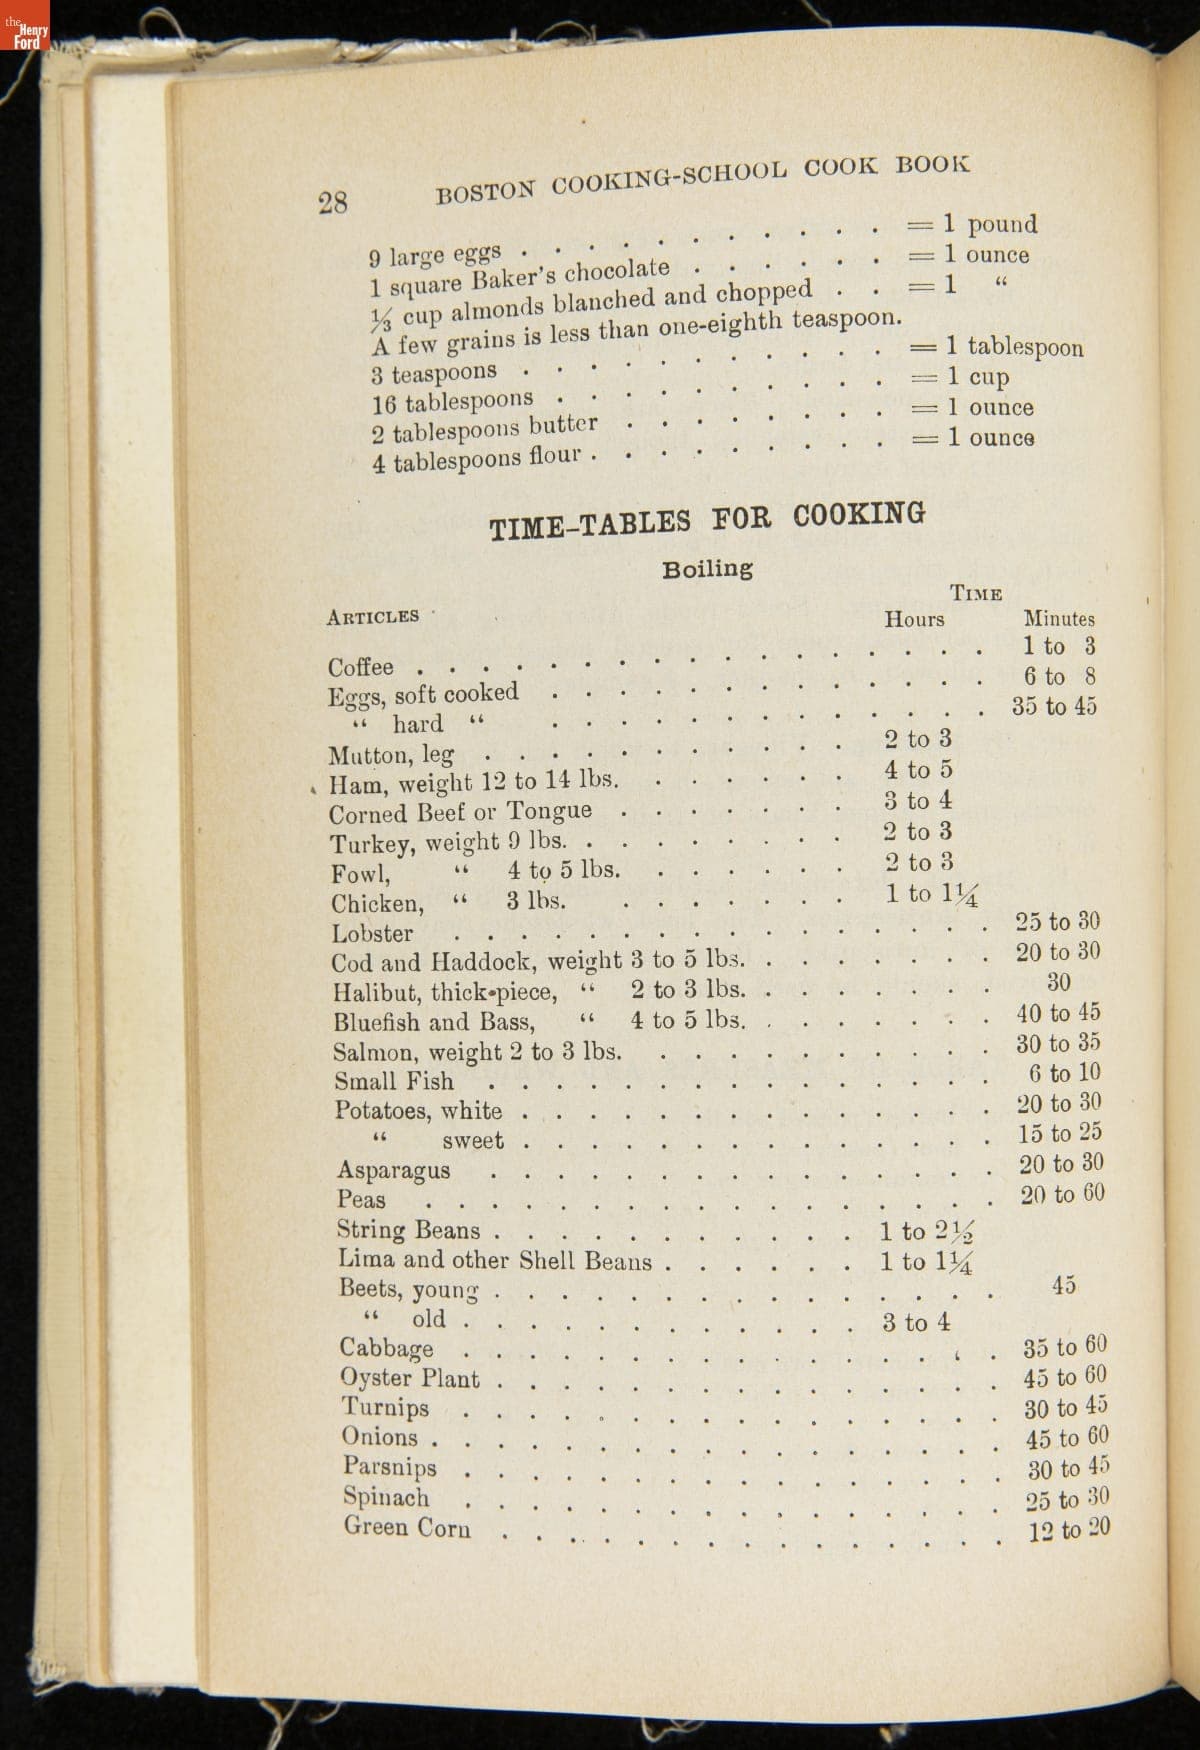 the Henry Ford
28 BOSTON COOKING-SCHOOL COOK BOOK
9 large eggs . . . . . . . . . . . = 1 pound
1 square Baker's chocolate . . . . . . = 1 ounce
⅓ cup almonds blanched and chopped . . = 1 “
A few grains is less than one-eighth teaspoon.
3 teaspoons . . . . . . . . . . . = 1 tablespoon
16 tablespoons . . . . . . . . . . = 1 cup
2 tablespoons butter . . . . . . . . = 1 ounce
4 tablespoons flour . . . . . . . . . = 1 ounce
TIME-TABLES FOR COOKING
Boiling
TIME
ARTICLES Hours Minutes
Coffee . . . . . . . . . . . . . . . . . . 1 to 3
Eggs, soft cooked . . . . . . . . . . . . . . 6 to 8
“ hard “ . . . . . . . . . . . . . . 35 to 45
Mutton, leg . . . . . . . . . . . 2 to 3
Ham, weight 12 to 14 lbs. . . . . . . 4 to 5
Corned Beef or Tongue . . . . . . . 3 to 4
Turkey, weight 9 lbs. . . . . . . . . 2 to 3
Fowl, “ 4 to 5 lbs. . . . . . . 2 to 3
Chicken, “ 3 lbs. . . . . . . . 1 to 1¼
Lobster . . . . . . . . . . . . . . . . . 25 to 30
Cod and Haddock, weight 3 to 5 lbs. . . . . . . . 20 to 30
Halibut, thick piece, “ 2 to 3 lbs. . . . . . . . 30
Bluefish and Bass, “ 4 to 5 lbs. . . . . . . . 40 to 45
Salmon, weight 2 to 3 lbs. . . . . . . . . . . . 30 to 35
Small Fish . . . . . . . . . . . . . . . . 6 to 10
Potatoes, white . . . . . . . . . . . . . . . 20 to 30
“ sweet . . . . . . . . . . . . . . . 15 to 25
Asparagus . . . . . . . . . . . . . . . . 20 to 30
Peas . . . . . . . . . . . . . . . . . . 20 to 60
String Beans . . . . . . . . . . . 1 to 2½
Lima and other Shell Beans . . . . . . 1 to 1¼
Beets, young . . . . . . . . . . . . . . . . 45
“ old . . . . . . . . . . . . 3 to 4
Cabbage . . . . . . . . . . . . . . . . . 35 to 60
Oyster Plant . . . . . . . . . . . . . . . . 45 to 60
Turnips . . . . . . . . . . . . . . . . . 30 to 45
Onions . . . . . . . . . . . . . . . . . . 45 to 60
Parsnips . . . . . . . . . . . . . . . . . 30 to 45
Spinach . . . . . . . . . . . . . . . . . 25 to 30
Green Corn . . . . . . . . . . . . . . . 12 to 20